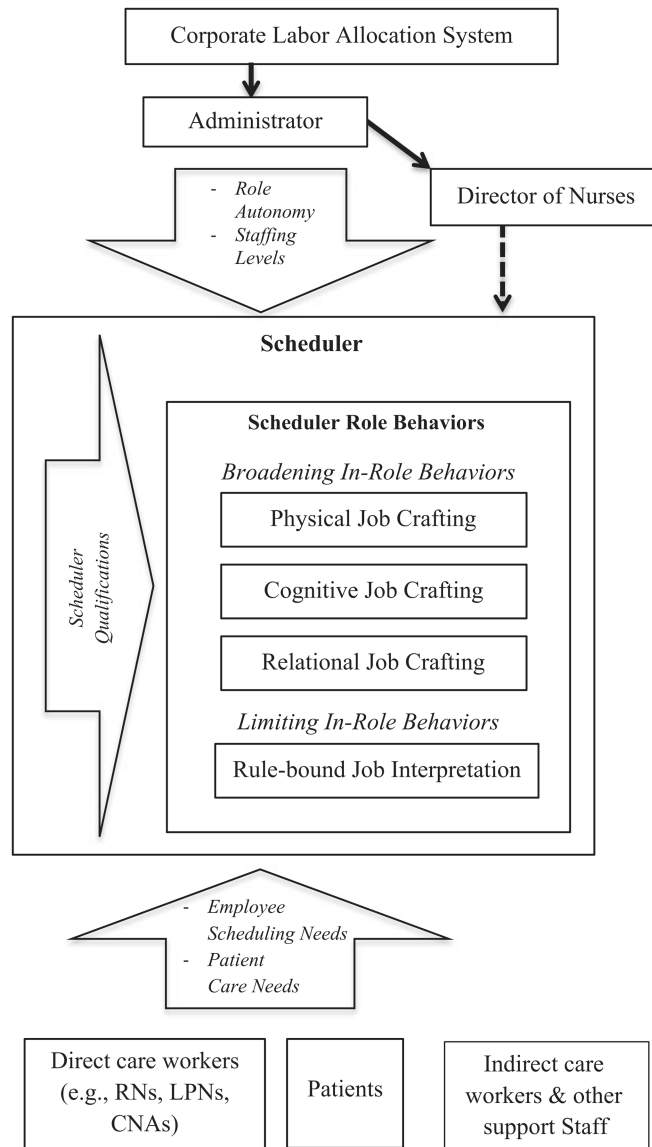 Corporate Labor Allocation System
Administrator
- Role
Autonomy
- Staffing
Levels
Director of Nurses
Scheduler
Scheduler
Qualifications
Scheduler Role Behaviors
Broadening In-Role Behaviors
Physical Job Crafting
Cognitive Job Crafting
Relational Job Crafting
Limiting In-Role Behaviors
Rule-bound Job Interpretation
- Employee
Scheduling Needs
- Patient
Care Needs
Direct care workers
(e.g., RNs, LPNs,
CNAs)
Patients
Indirect care
workers & other
support Staff